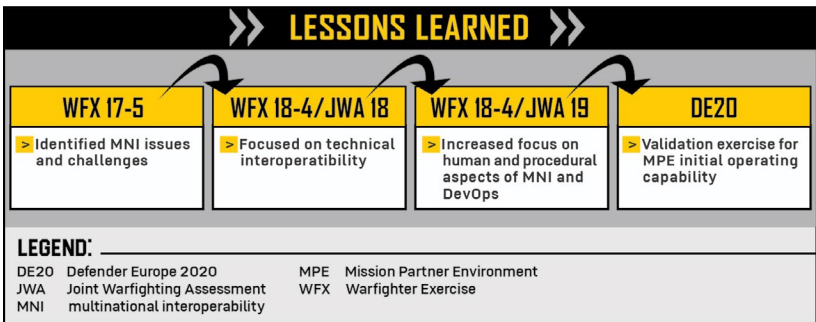 LESSONS LEARNED
WFX 17-5
> Identified MNI issues
and challenges
WFX 18-4/JWA 18
> Focused on technical
interoperatibility
WFX 18-4/JWA 19
> Increased focus on
human and procedural
aspects of MNI and
DevOps
DE20
> Validation exercise for
MPE initial operating
capability
LEGEND:
DE20 Defender Europe 2020
JWA Joint Warfighting Assessment
MNI multinational interoperability
MPE Mission Partner Environment
WFX Warfighter Exercise